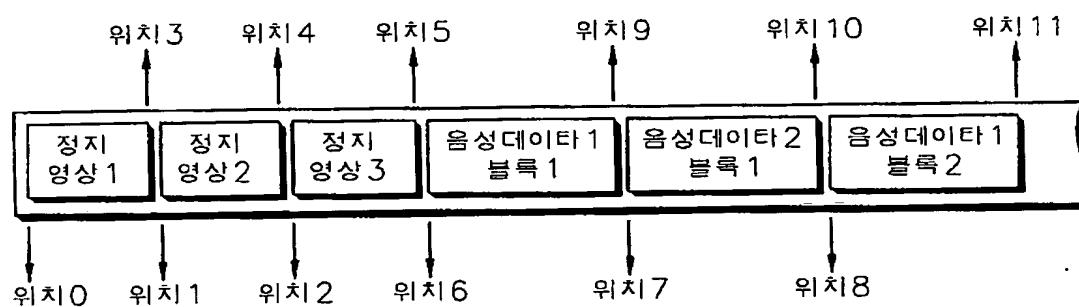 위치3 위치4 위치5 위치9 위치10 위치11
정지 정지 정지 음성데이타1 음성데이타2 음성데이타1
영상1 영상2 영상3 블록1 블록1 블록2
위치0 위치1 위치2 위치6 위치7 위치8